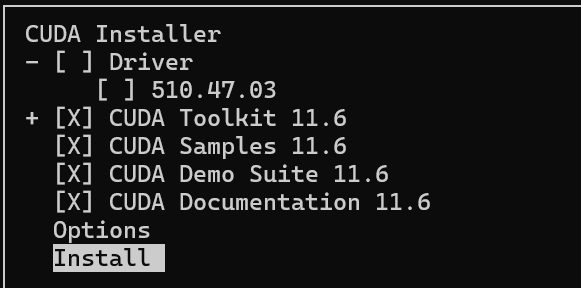 CUDA Installer
- [ ] Driver
[ ] 510.47.03
+ [X] CUDA Toolkit 11.6
[X] CUDA Samples 11.6
[X] CUDA Demo Suite 11.6
[X] CUDA Documentation 11.6
Options
Install